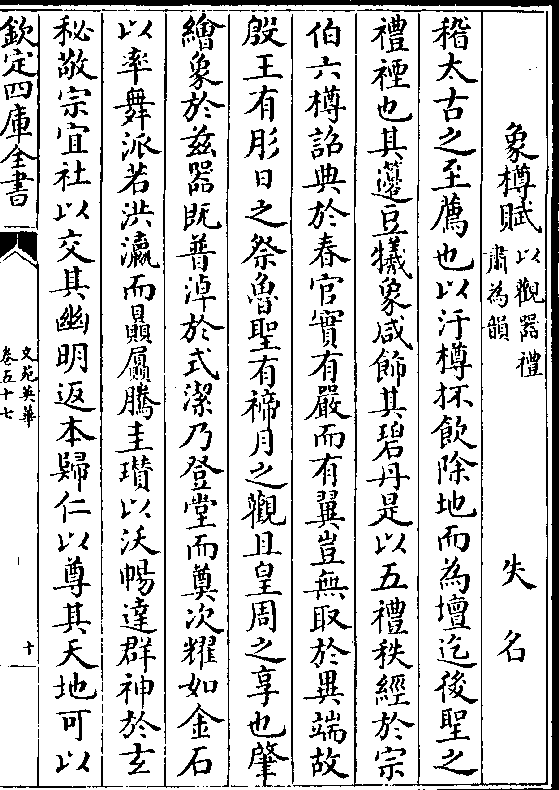 象樽賦以觀器禮肅為韻 失名
稽太古之至薦也以汙樽抔飲除地而為壇迄後聖之
禮禋也其籩豆犧象咸飾其碧丹是以五禮秩經於宗
伯六樽詔典於春官實有嚴而有翼豈無取於異端故
殷王有肜日之祭魯聖有禘月之觀且皇周之享也肇
繪象於茲器既普淖於式潔乃登堂而奠次耀如金石
以率舞派若洪瀛而贔屭騰圭瓚以沃暢達群神於玄
秘敬宗宜社以交其幽明返本歸仁以尊其天地可以
欽定四庫全書
文苑英華
卷五十七
十